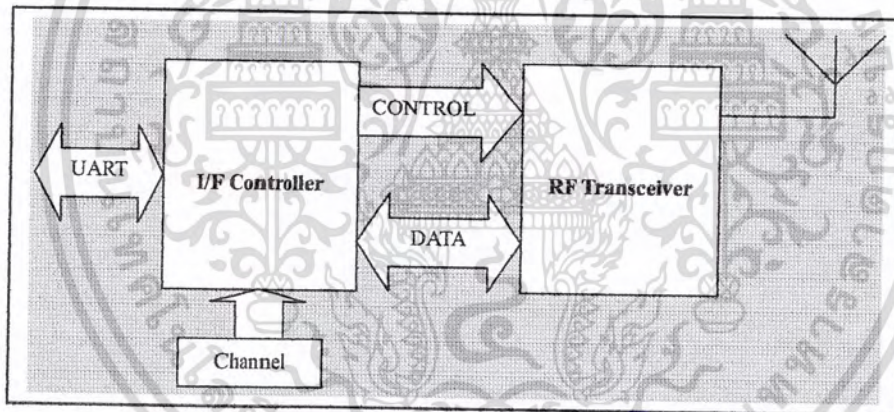 UART
I/F Controller
CONTROL
DATA
RF Transceiver
Channel